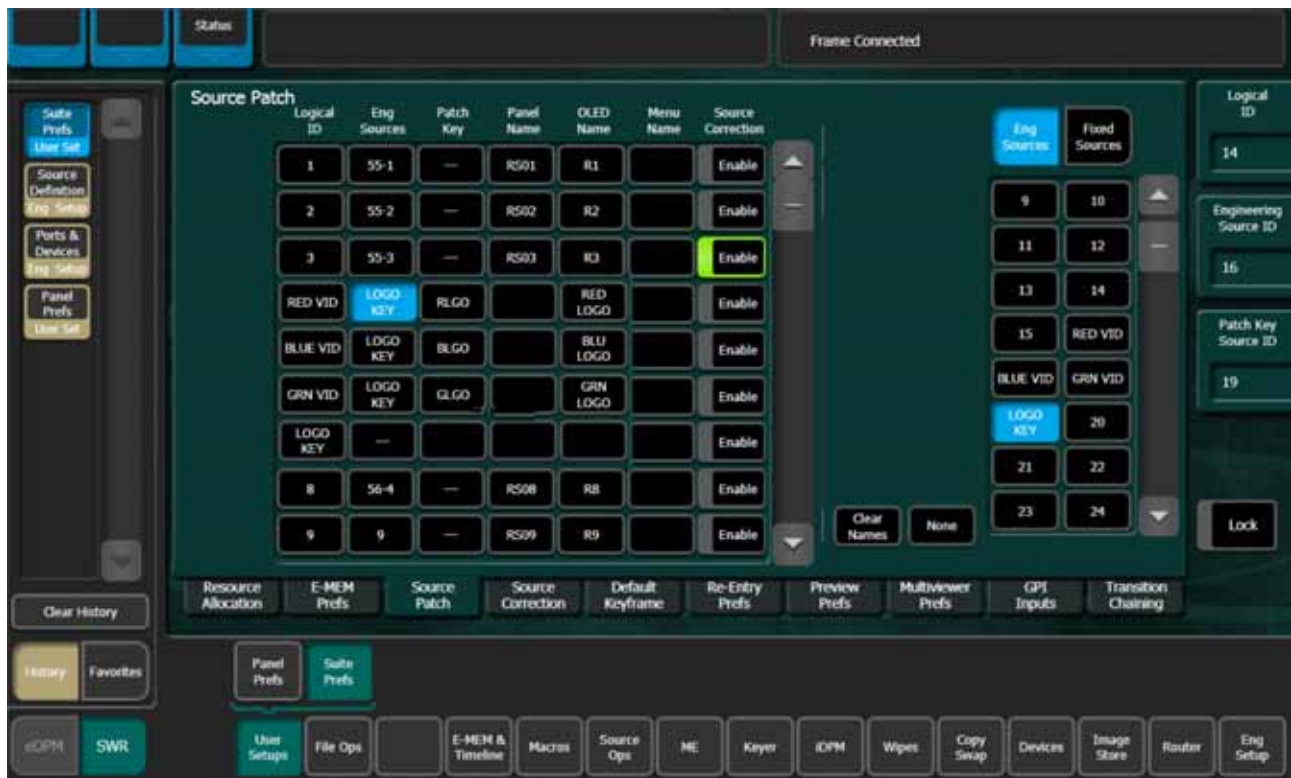 Status
Frame Connected
Suite
Prefs
User Set
Source
Definition
Eng Setup
Ports &
Devices
Eng Setup
Panel
Prefs
User Set
Clear History
History Favorites
eDPM SWR
Source Patch
Logical ID Eng Sources Patch Key Panel Name OLED Name Menu Name Source Correction
1 55-1 --- RS01 R1 Enable
2 55-2 --- RS02 R2 Enable
3 55-3 --- RS03 R3 Enable
RED VID LOGO KEY RLGO RED LOGO Enable
BLUE VID LOGO KEY BLGO BLU LOGO Enable
GRN VID LOGO KEY GLGO GRN LOGO Enable
LOGO KEY --- Enable
8 56-4 --- RS08 R8 Enable
9 9 --- RS09 R9 Enable
Clear Names None
Eng Sources Fixed Sources
9 10
11 12
13 14
15 RED VID
BLUE VID GRN VID
LOGO KEY 20
21 22
23 24
Logical
ID
14
Engineering
Source ID
16
Patch Key
Source ID
19
Lock
Resource Allocation E-MEM Prefs Source Patch Source Correction Default Keyframe Re-Entry Prefs Preview Prefs Multiviewer Prefs GPI Inputs Transition Chaining
Panel Prefs Suite Prefs
User Setups File Ops E-MEM & Timeline Macros Source Ops ME Keyer iDPM Wipes Copy Swap Devices Image Store Router Eng Setup